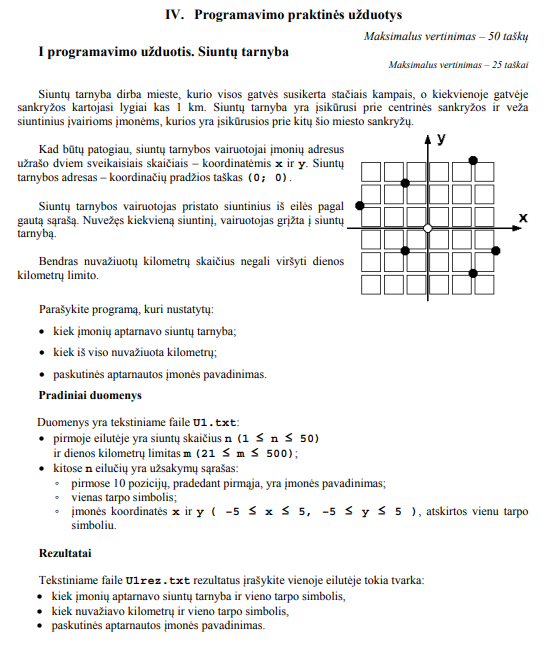 IV. Programavimo praktinės užduotys
Maksimalus vertinimas – 50 taškų
I programavimo užduotis. Siuntų tarnyba
Maksimalus vertinimas – 25 taškai
Siuntų tarnyba dirba mieste, kurio visos gatvės susikerta stačiais kampais, o kiekvienoje gatvėje
sankryžos kartojasi lygiai kas 1 km. Siuntų tarnyba yra įsikūrusi prie centrinės sankryžos ir veža
siuntinius įvairioms įmonėms, kurios yra įsikūrusios prie kitų šio miesto sankryžų.
Kad būtų patogiau, siuntų tarnybos vairuotojai įmonių adresus
užrašo dviem sveikaisiais skaičiais – koordinatėmis x ir y. Siuntų
tarnybos adresas – koordinačių pradžios taškas (0; 0).
Siuntų tarnybos vairuotojas pristato siuntinius iš eilės pagal
gautą sąrašą. Nuvežęs kiekvieną siuntinį, vairuotojas grįžta į siuntų
tarnybą.
Bendras nuvažiuotų kilometrų skaičius negali viršyti dienos
kilometrų limito.
y
x
Parašykite programą, kuri nustatytų:
• kiek įmonių aptarnavo siuntų tarnyba;
• kiek iš viso nuvažiuota kilometrų;
• paskutinės aptarnautos įmonės pavadinimas.
Pradiniai duomenys
Duomenys yra tekstiniame faile U1.txt:
• pirmoje eilutėje yra siuntų skaičius n (1 ≤ n ≤ 50)
ir dienos kilometrų limitas m (21 ≤ m ≤ 500);
• kitose n eilučių yra užsakymų sąrašas:
◦ pirmose 10 pozicijų, pradedant pirmąja, yra įmonės pavadinimas;
◦ vienas tarpo simbolis;
◦ įmonės koordinatės x ir y ( -5 ≤ x ≤ 5, -5 ≤ y ≤ 5 ), atskirtos vienu tarpo
simboliu.
Rezultatai
Tekstiniame faile U1rez.txt rezultatus įrašykite vienoje eilutėje tokia tvarka:
• kiek įmonių aptarnavo siuntų tarnyba ir vieno tarpo simbolis,
• kiek nuvažiavo kilometrų ir vieno tarpo simbolis,
• paskutinės aptarnautos įmonės pavadinimas.